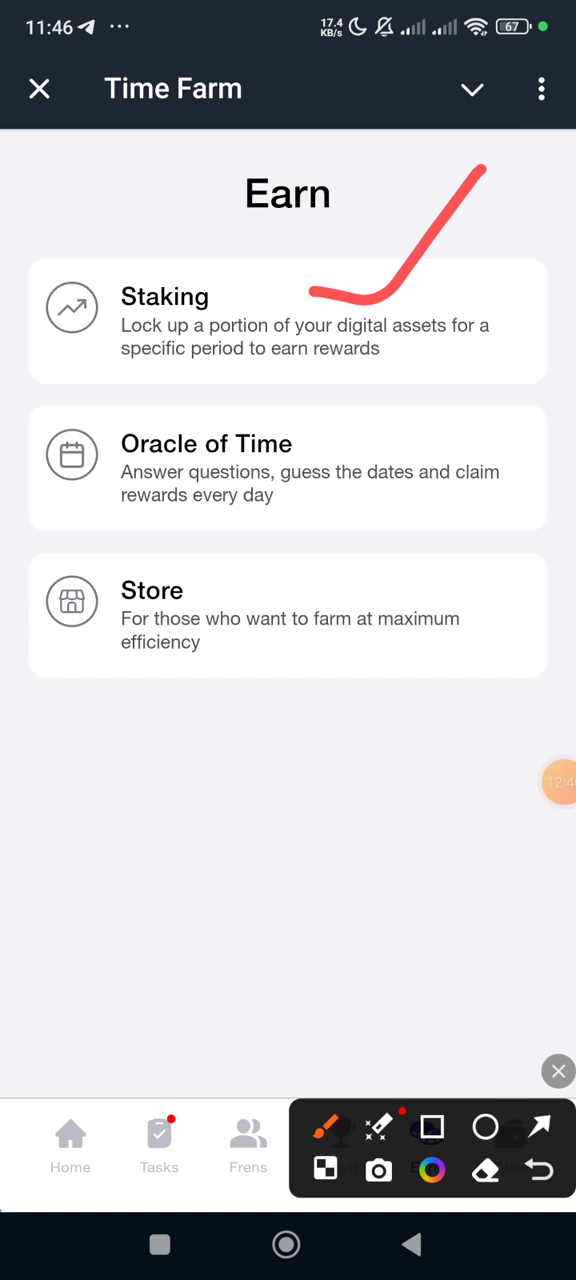 11:46
17.4
KB/s
67
Time Farm
Earn
Staking
Lock up a portion of your digital assets for a
specific period to earn rewards
Oracle of Time
Answer questions, guess the dates and claim
rewards every day
Store
For those who want to farm at maximum
efficiency
Home
Tasks
Frens